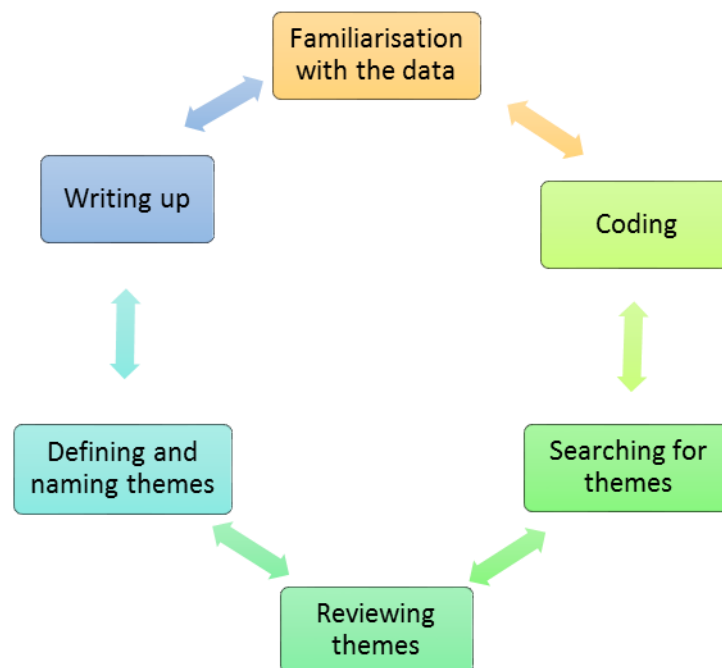 Familiarisation
with the data
Coding
Searching for
themes
Reviewing
themes
Defining and
naming themes
Writing up